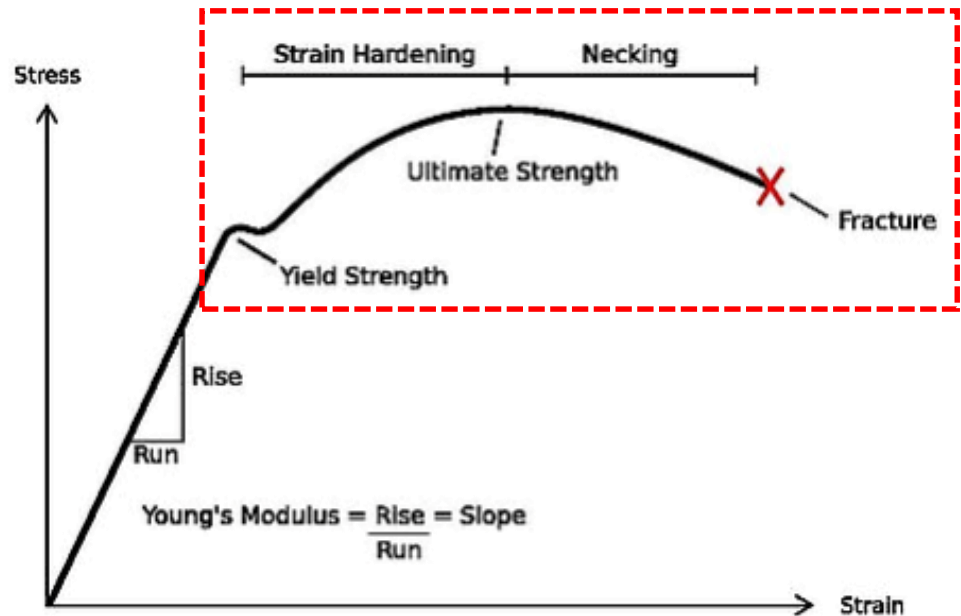 Strain Hardening
Necking
Stress
Ultimate Strength
Fracture
Yield Strength
Rise
Run
Young's Modulus = Rise = Slope
Run
Strain